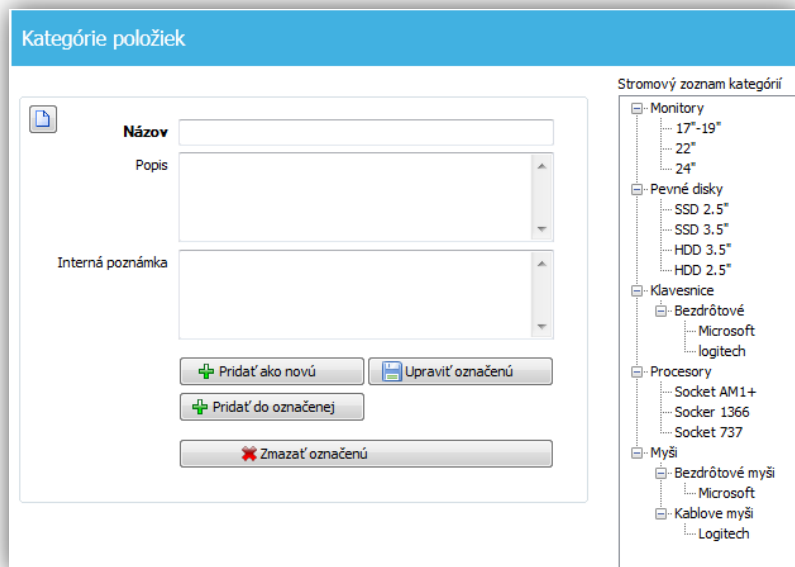 Kategórie položiek
Názov
Popis
Interná poznámka
Pridať ako novú
Upraviť označenú
Pridať do označenej
Zmazať označenú
Stromový zoznam kategórií
Monitory
17"-19"
22"
24"
Pevné disky
SSD 2.5"
SSD 3.5"
HDD 3.5"
HDD 2.5"
Klavesnice
Bezdrôtové
Microsoft
logitech
Procesory
Socket AM1+
Socker 1366
Socket 737
Myši
Bezdrôtové myši
Microsoft
Kablove myši
Logitech